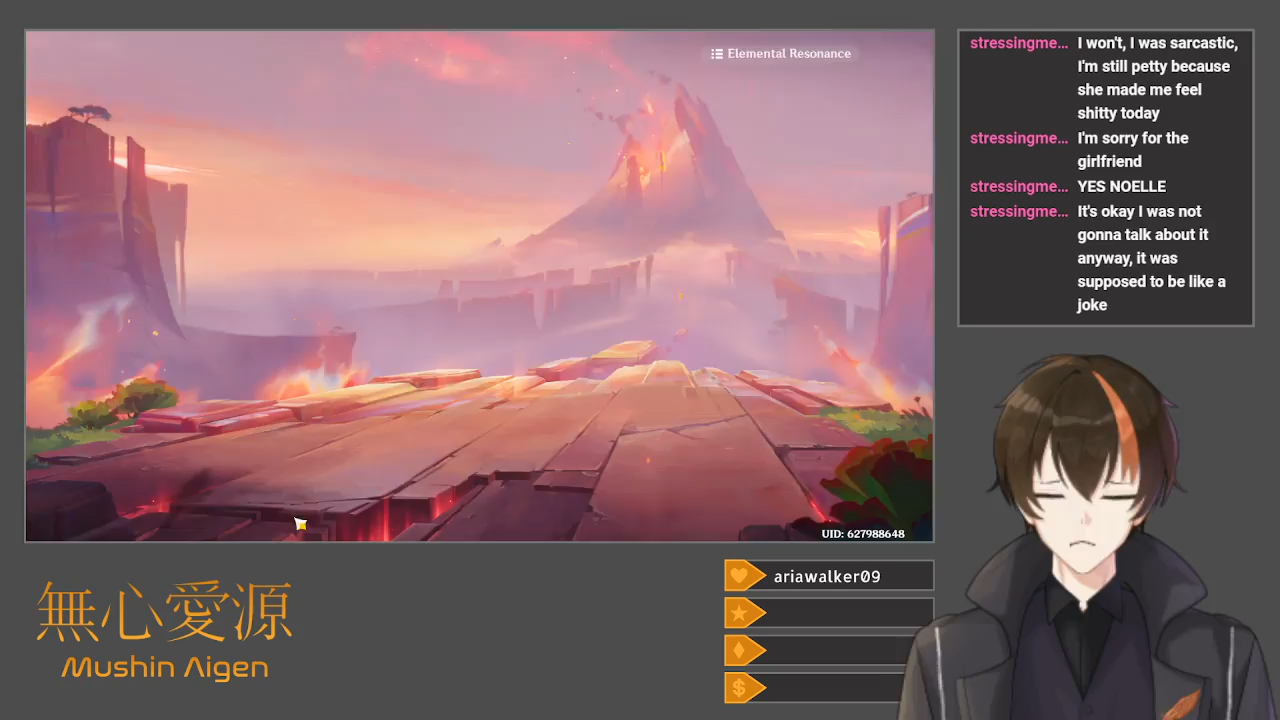 Elemental Resonance
UID: 627988648
stressingme... I won't, I was sarcastic,
I'm still petty because
she made me feel
shitty today
stressingme... I'm sorry for the
girlfriend
stressingme... YES NOELLE
stressingme... It's okay I was not
gonna talk about it
anyway, it was
supposed to be like a
joke
無心愛源
Mushin Aigen
ariawalker09